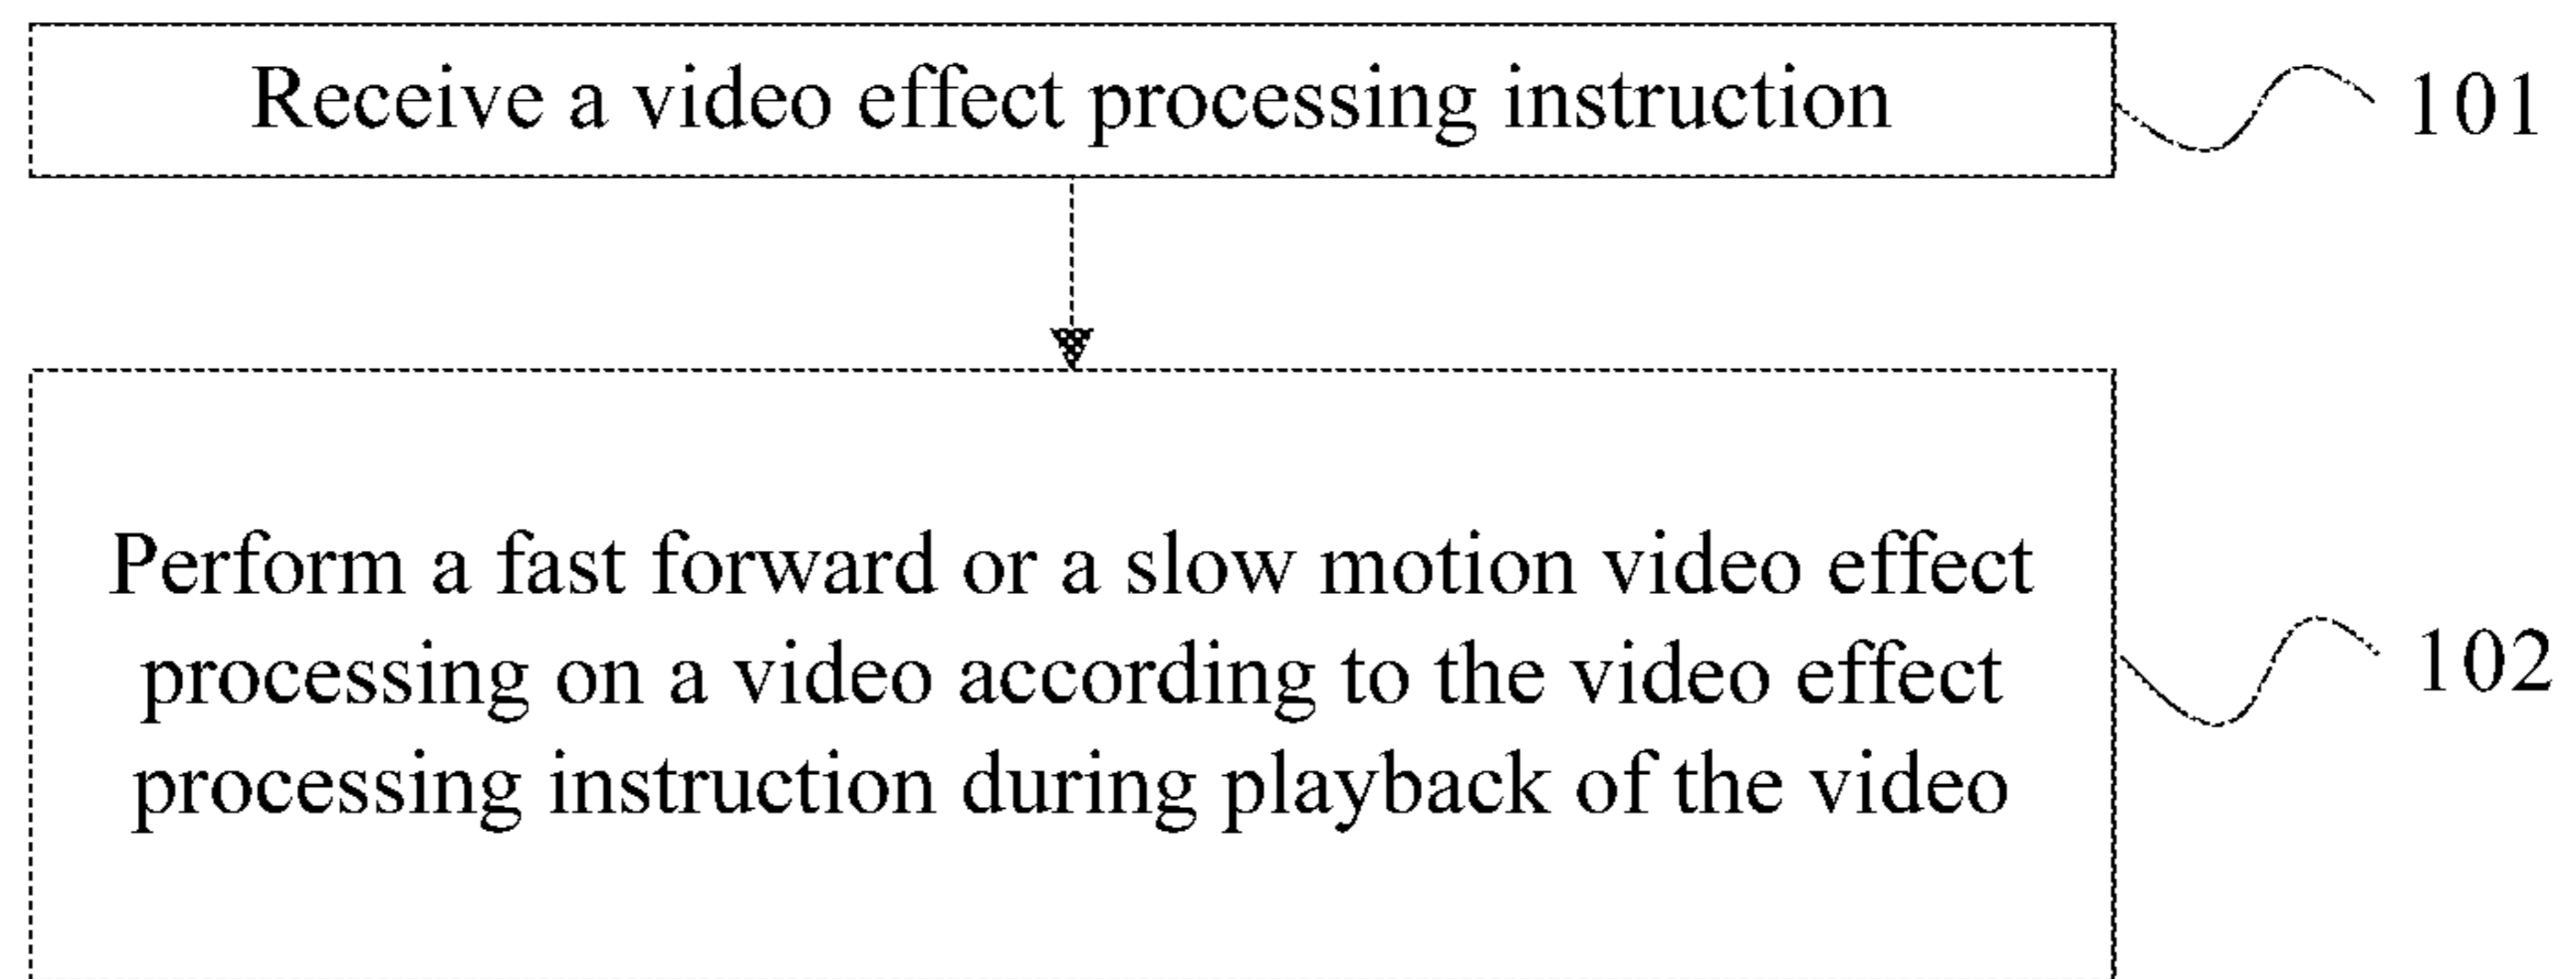 Receive a video effect processing instruction
101
Perform a fast forward or a slow motion video effect
processing on a video according to the video effect
processing instruction during playback of the video
102